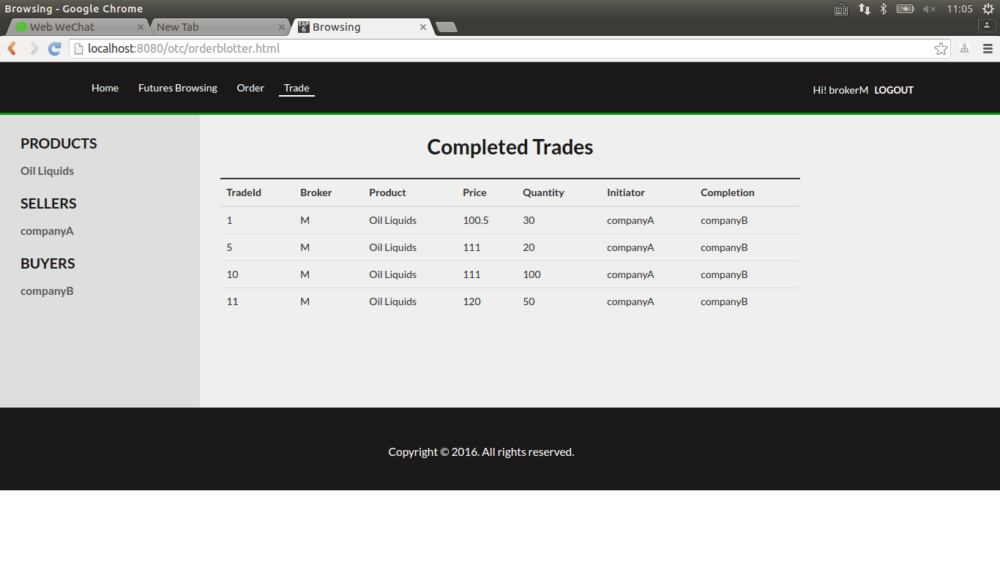 Browsing - Google Chrome 11:05
Web WeChat New Tab EAP 6 Browsing
localhost:8080/otc/orderblotter.html
Home Futures Browsing Order Trade Hi! brokerM LOGOUT
PRODUCTS
Oil Liquids
SELLERS
companyA
BUYERS
companyB
Completed Trades
TradeId Broker Product Price Quantity Initiator Completion
1 M Oil Liquids 100.5 30 companyA companyB
5 M Oil Liquids 111 20 companyA companyB
10 M Oil Liquids 111 100 companyA companyB
11 M Oil Liquids 120 50 companyA companyB
Copyright © 2016. All rights reserved.